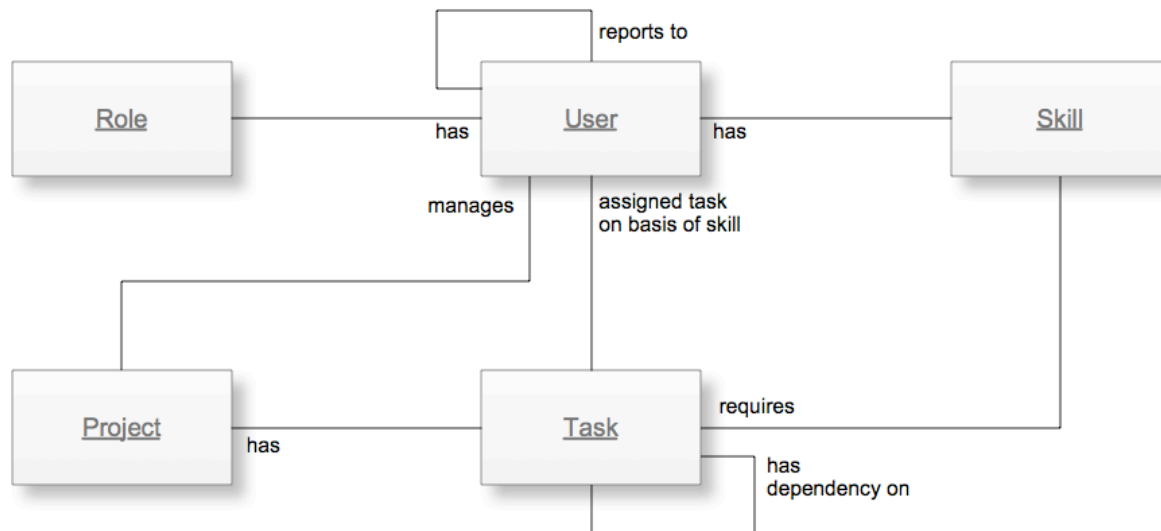 reports to
Role
User
Skill
has
has
manages
assigned task
on basis of skill
Project
Task
requires
has
has
dependency on